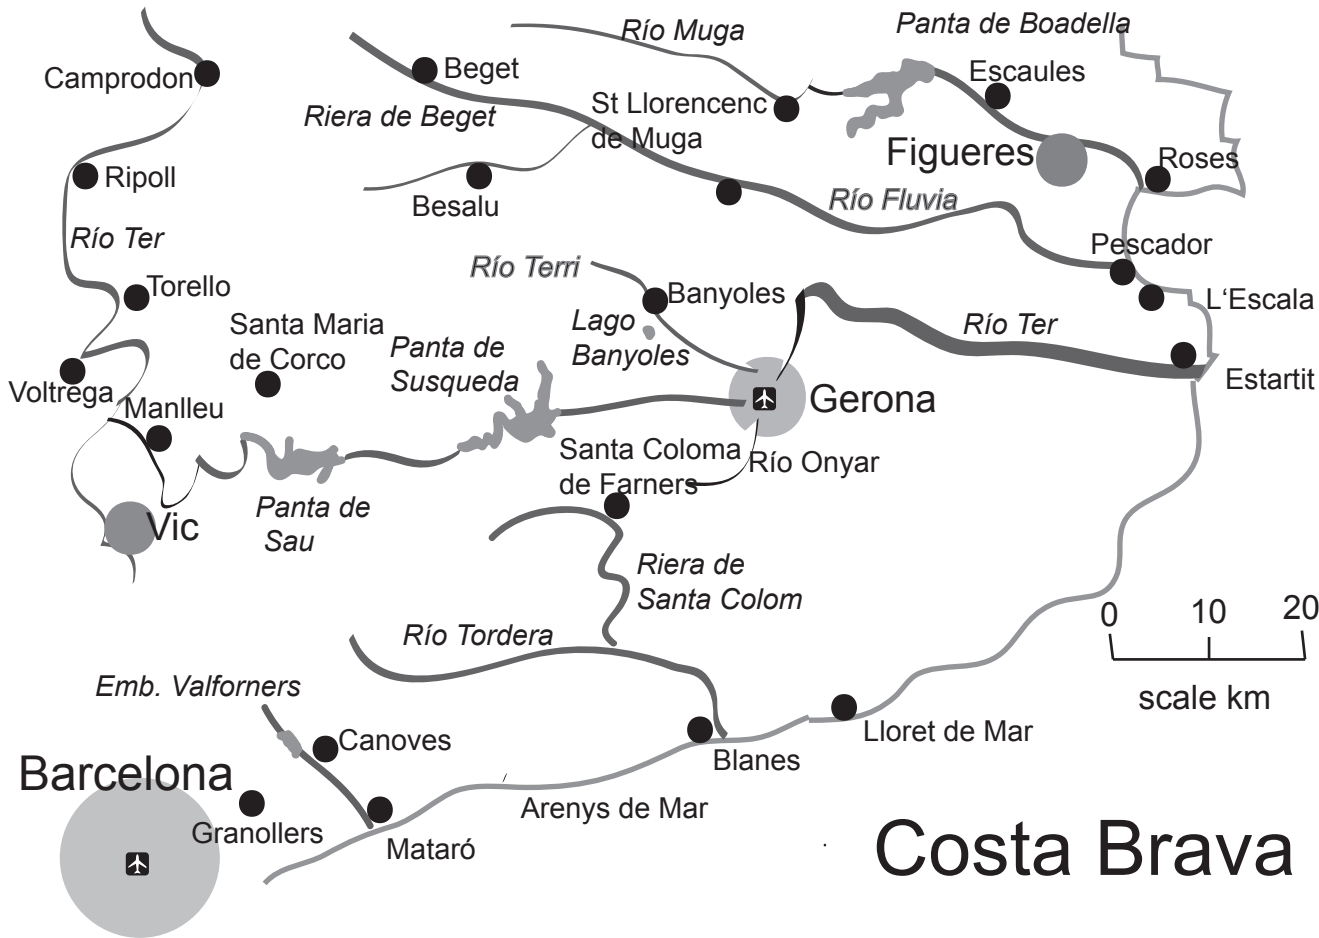 Río Muga
Panta de Boadella
Camprodon
Beget
Escaules
St Llorencenc
de Muga
Riera de Beget
Figueres
Roses
Ripoll
Besalu
Río Fluvia
Río Ter
Pescador
Río Terri
Torello
Banyoles
L‘Escala
Santa Maria
de Corco
Lago
Banyoles
Río Ter
Panta de
Susqueda
Voltrega
Estartit
Manlleu
Gerona
Santa Coloma
de Farners
Río Onyar
Panta de
Sau
Vic
Riera de
Santa Colom
0 10 20
scale km
Río Tordera
Emb. Valforners
Canoves
Lloret de Mar
Blanes
Barcelona
Granollers
Arenys de Mar
Mataró
Costa Brava